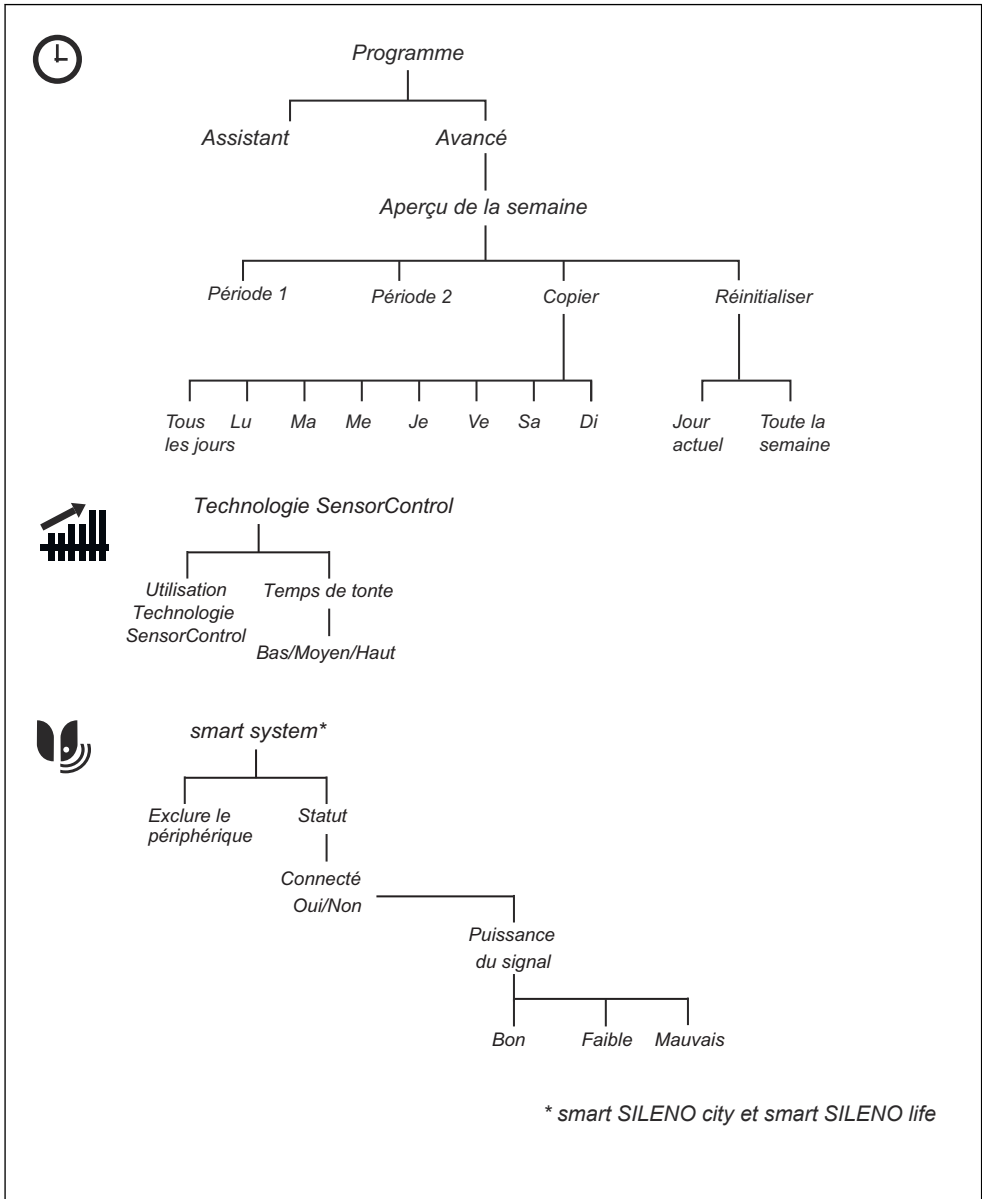 Programme
Assistant Avancé
Aperçu de la semaine
Période 1 Période 2 Copier Réinitialiser
Tous Lu Ma Me Je Ve Sa Di Jour Toute la
les jours actuel semaine
Technologie SensorControl
Utilisation Temps de tonte
Technologie
SensorControl
Bas/Moyen/Haut
smart system*
Exclure le Statut
périphérique
Connecté
Oui/Non
Puissance
du signal
Bon Faible Mauvais
* smart SILENO city et smart SILENO life